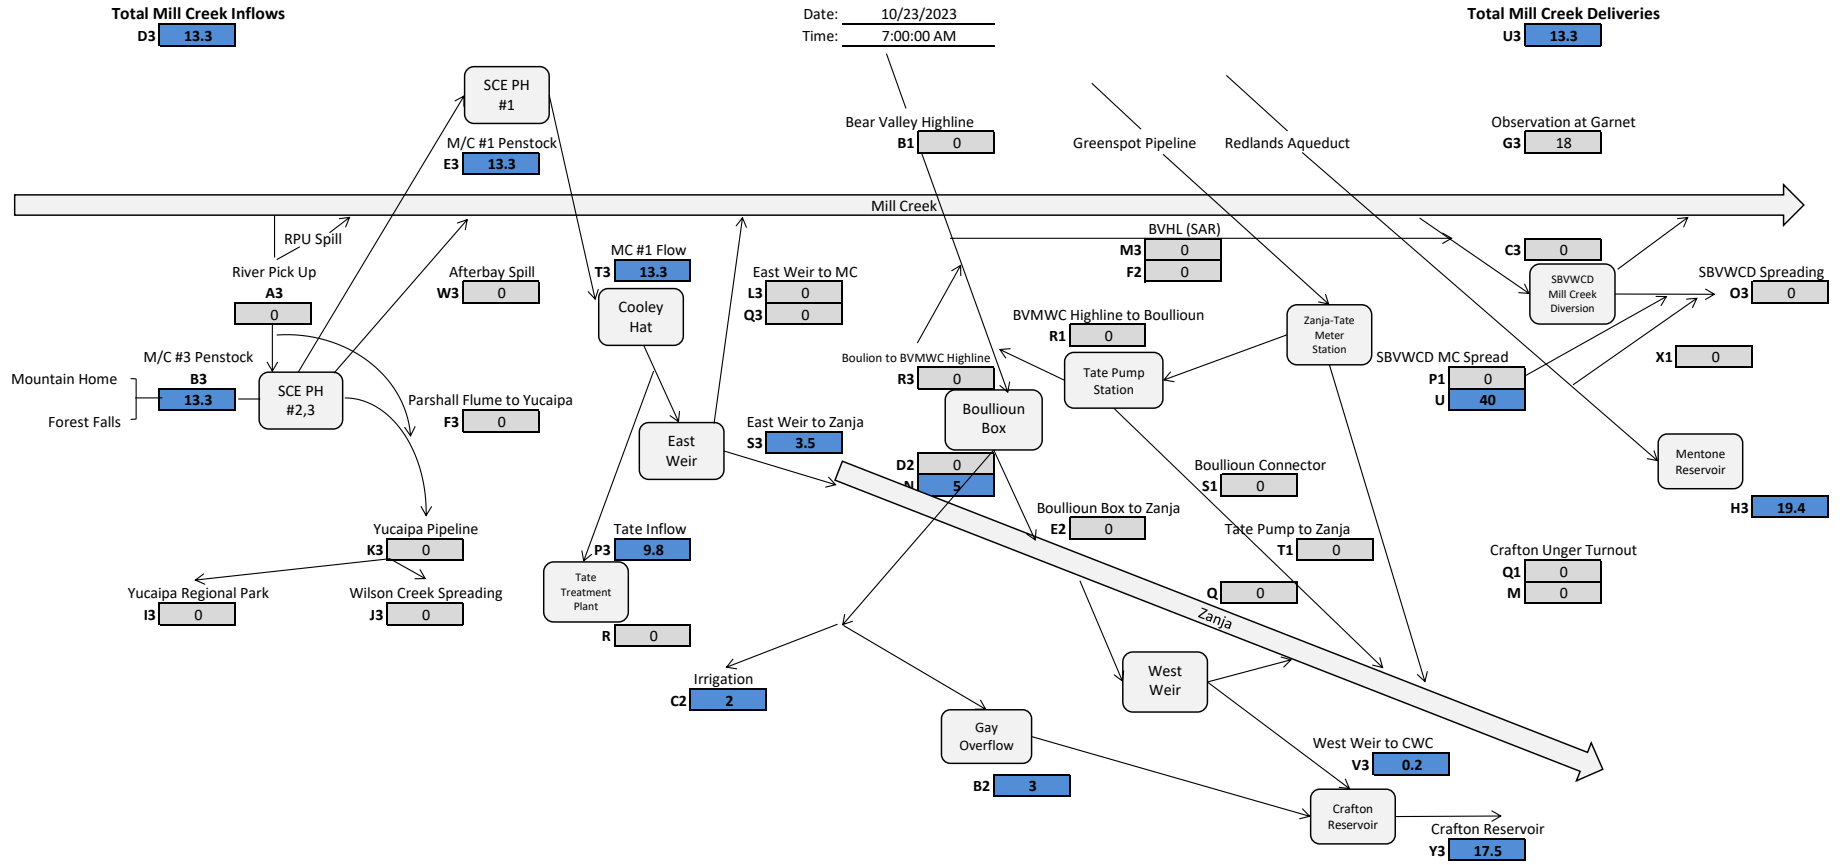 Total Mill Creek Inflows
D3 13.3
Date: 10/23/2023
Time: 7:00:00 AM
Total Mill Creek Deliveries
U3 13.3
SCE PH
#1
M/C #1 Penstock
E3 13.3
Bear Valley Highline
B1 0
Greenspot Pipeline
Redlands Aqueduct
Observation at Garnet
G3 18
Mill Creek
RPU Spill
River Pick Up
A3
0
Afterbay Spill
W3 0
MC #1 Flow
T3 13.3
Cooley
Hat
East Weir to MC
L3 0
Q3 0
BVHL (SAR)
M3 0
F2 0
C3 0
SBVWCD
Mill Creek
Diversion
SBVWCD Spreading
O3 0
BVMWC Highline to Boullioun
R1 0
Zanja-Tate
Meter
Station
M/C #3 Penstock
B3
13.3
Mountain Home
Forest Falls
SCE PH
#2,3
Parshall Flume to Yucaipa
F3 0
Boulion to BVMWC Highline
R3 0
Tate Pump
Station
SBVWCD MC Spread
P1 0
U 40
X1 0
Boullioun
Box
East
Weir
East Weir to Zanja
S3 3.5
D2 0
N 5
Boullioun Connector
S1 0
Mentone
Reservoir
H3 19.4
Boullioun Box to Zanja
E2 0
Tate Pump to Zanja
T1 0
Yucaipa Pipeline
K3 0
Tate Inflow
P3 9.8
Tate
Treatment
Plant
R 0
Crafton Unger Turnout
Q1 0
M 0
Yucaipa Regional Park
I3 0
Wilson Creek Spreading
J3 0
Q 0
Zanja
Irrigation
C2 2
West
Weir
Gay
Overflow
B2 3
West Weir to CWC
V3 0.2
Crafton
Reservoir
Crafton Reservoir
Y3 17.5